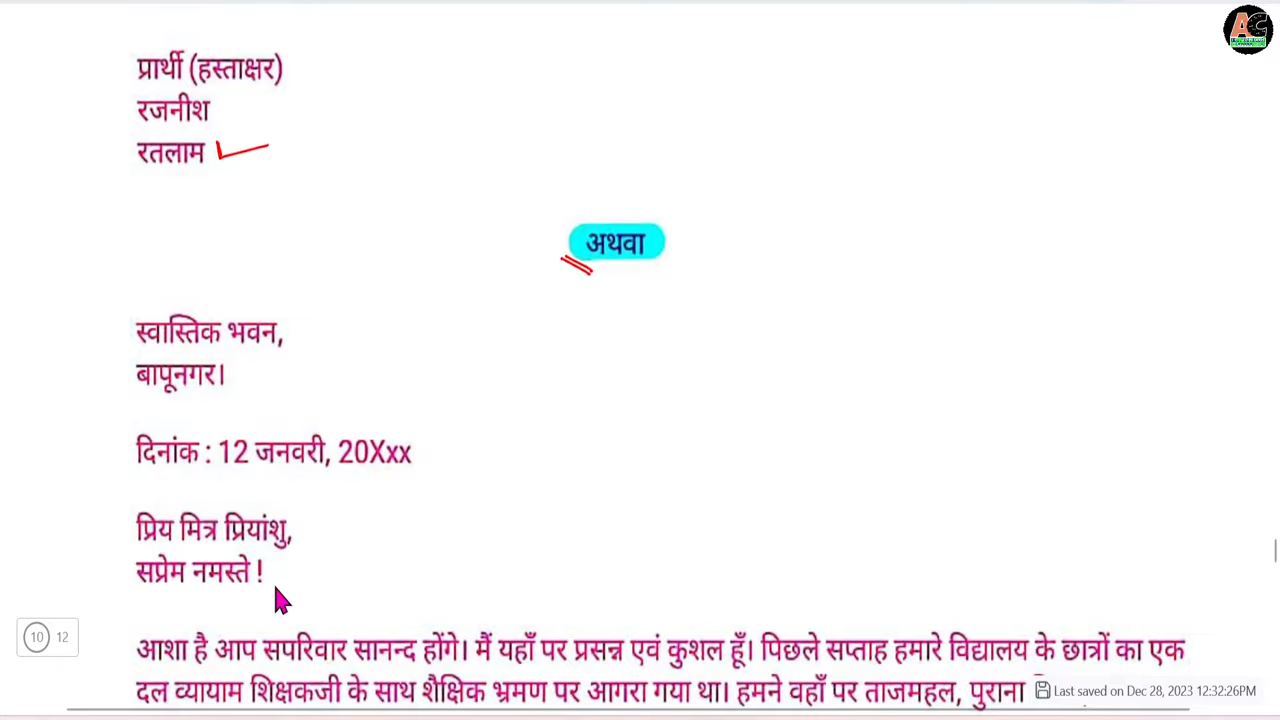 AC
प्रार्थी (हस्ताक्षर)
रजनीश
रतलाम
अथवा
स्वास्तिक भवन,
बापूनगर।
दिनांक : 12 जनवरी, 20Xxx
प्रिय मित्र प्रियांशु,
सप्रेम नमस्ते !
10 12
आशा है आप सपरिवार सानन्द होंगे। मैं यहाँ पर प्रसन्न एवं कुशल हूँ। पिछले सप्ताह हमारे विद्यालय के छात्रों का एक
दल व्यायाम शिक्षकजी के साथ शैक्षिक भ्रमण पर आगरा गया था। हमने वहाँ पर ताजमहल, पुराना
Last saved on Dec 28, 2023 12:32:26PM